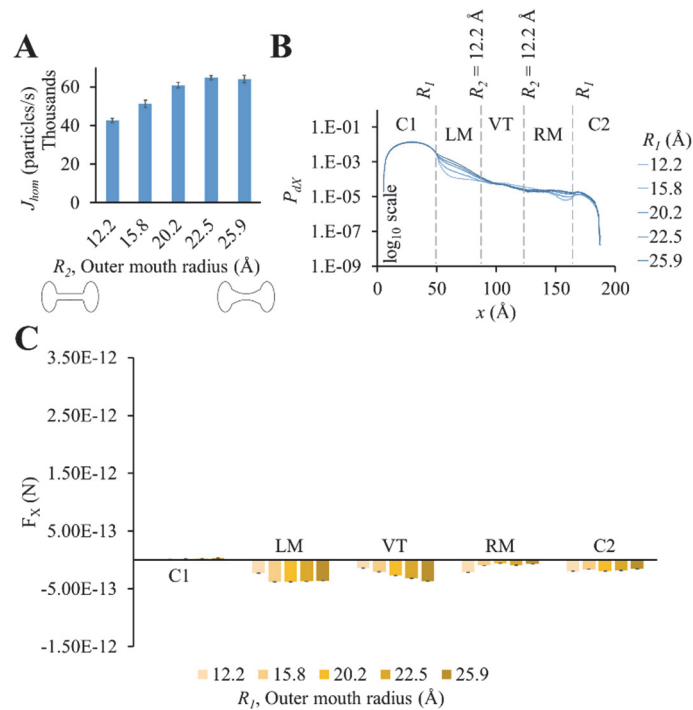 A
J_hom (particles/s)
Thousands
60
40
20
0
12.2
15.8
20.2
22.5
25.9
R_2, Outer mouth radius (Å)
B
R_1
R_2 = 12.2 Å
R_2 = 12.2 Å
R_1
C1
LM
VT
RM
C2
P_dX
1.E-01
1.E-03
1.E-05
1.E-07
1.E-09
log_10 scale
0
50
100
150
200
x (Å)
R_1 (Å)
12.2
15.8
20.2
22.5
25.9
C
F_X (N)
3.50E-12
2.50E-12
1.50E-12
5.00E-13
-5.00E-13
-1.50E-12
C1
LM
VT
RM
C2
12.2 15.8 20.2 22.5 25.9
R_1, Outer mouth radius (Å)